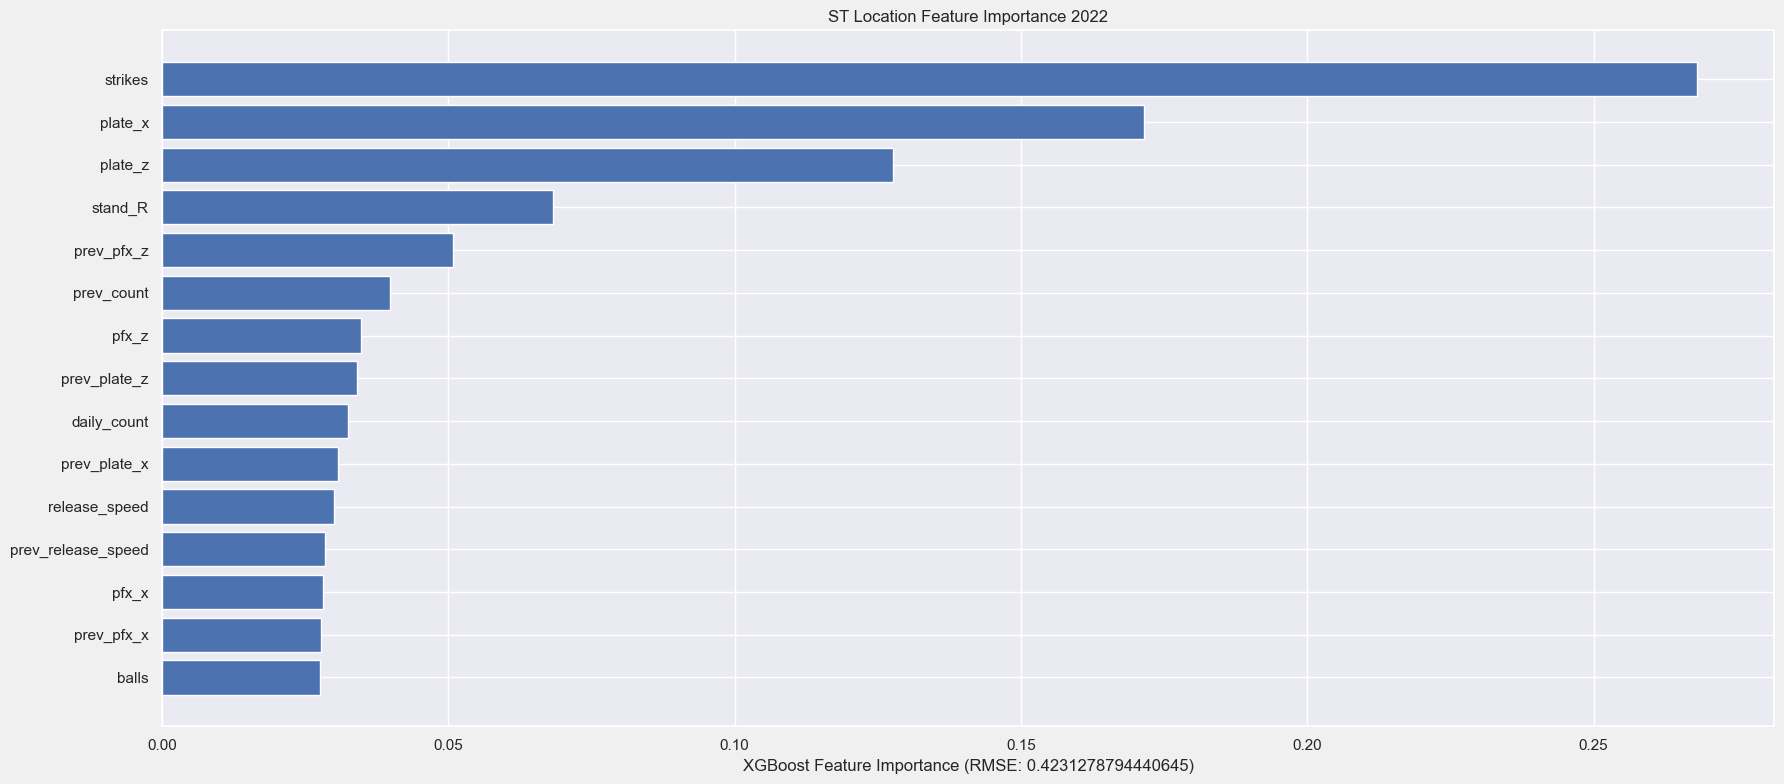 ST Location Feature Importance 2022
strikes
plate_x
plate_z
stand_R
prev_pfx_z
prev_count
pfx_z
prev_plate_z
daily_count
prev_plate_x
release_speed
prev_release_speed
pfx_x
prev_pfx_x
balls
0.00 0.05 0.10 0.15 0.20 0.25
XGBoost Feature Importance (RMSE: 0.4231278794440645)